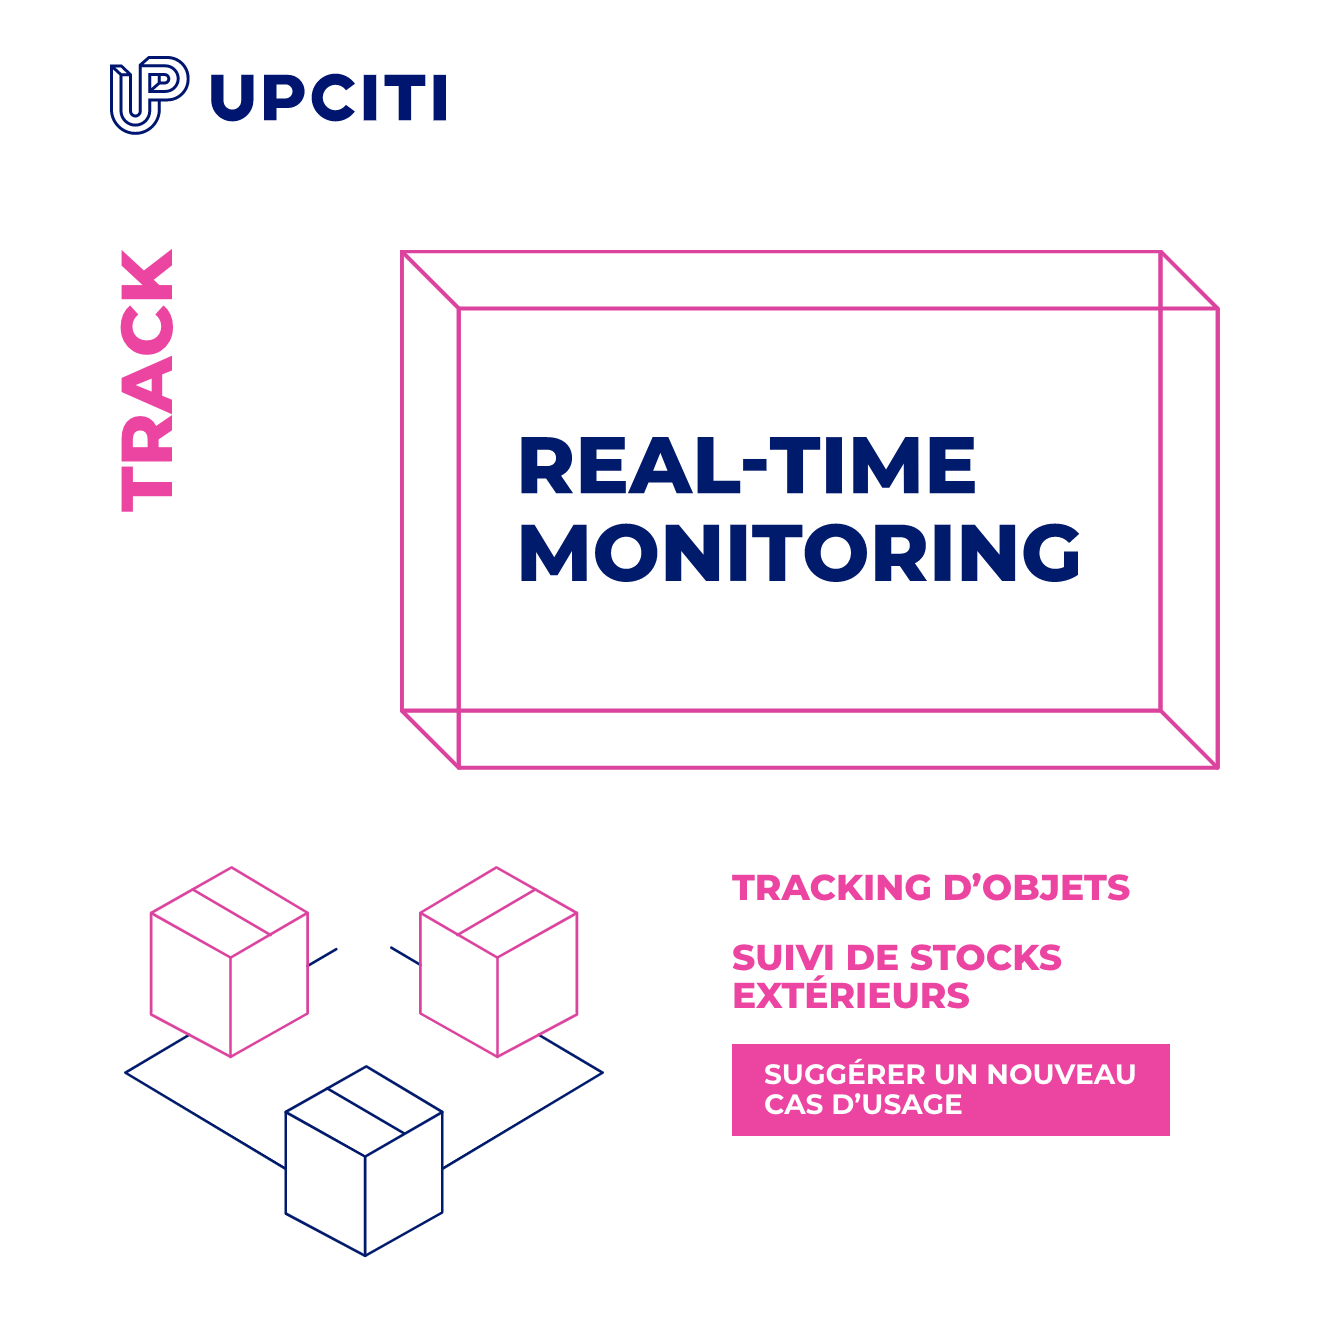 UPCITI
TRACK
REAL-TIME
MONITORING
TRACKING D’OBJETS
SUIVI DE STOCKS
EXTÉRIEURS
SUGGÉRER UN NOUVEAU
CAS D’USAGE